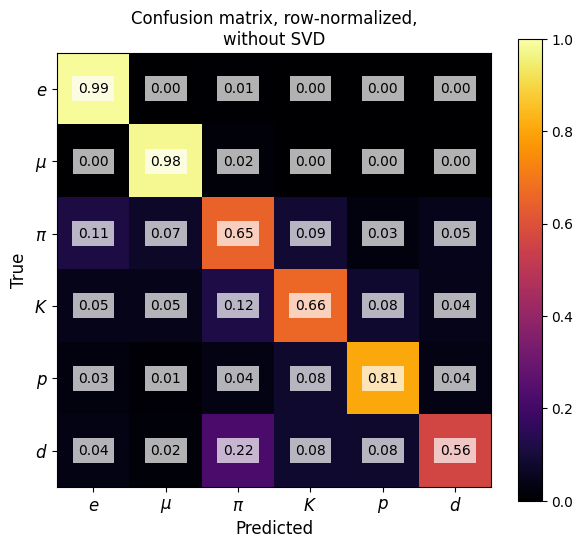 Confusion matrix, row-normalized,
without SVD
e 0.99 0.00 0.01 0.00 0.00 0.00
μ 0.00 0.98 0.02 0.00 0.00 0.00
π 0.11 0.07 0.65 0.09 0.03 0.05
K 0.05 0.05 0.12 0.66 0.08 0.04
p 0.03 0.01 0.04 0.08 0.81 0.04
d 0.04 0.02 0.22 0.08 0.08 0.56
e μ π K p d
True
Predicted
1.0
0.8
0.6
0.4
0.2
0.0